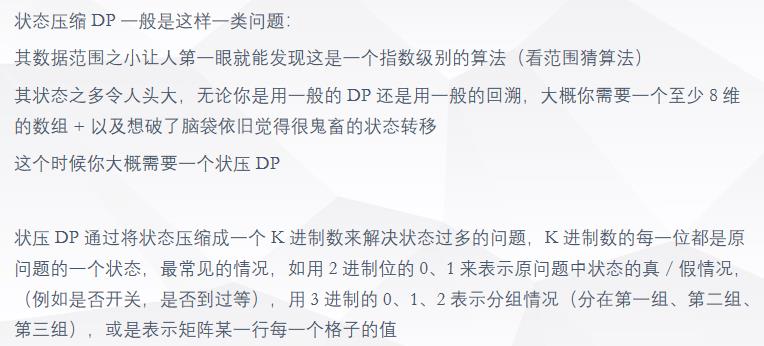 状态压缩 DP 一般是这样一类问题：
其数据范围之小让人第一眼就能发现这是一个指数级别的算法（看范围猜算法）
其状态之多令人头大，无论你是用一般的 DP 还是用一般的回溯，大概你需要一个至少 8 维
的数组 + 以及想破了脑袋依旧觉得很鬼畜的状态转移
这个时候你大概需要一个状压 DP
状压 DP 通过将状态压缩成一个 K 进制数来解决状态过多的问题，K 进制数的每一位都是原
问题的一个状态，最常见的情况，如用 2 进制位的 0、1 来表示原问题中状态的真 / 假情况，
（例如是否开关，是否到过等），用 3 进制的 0、1、2 表示分组情况（分在第一组、第二组、
第三组），或是表示矩阵某一行每一个格子的值